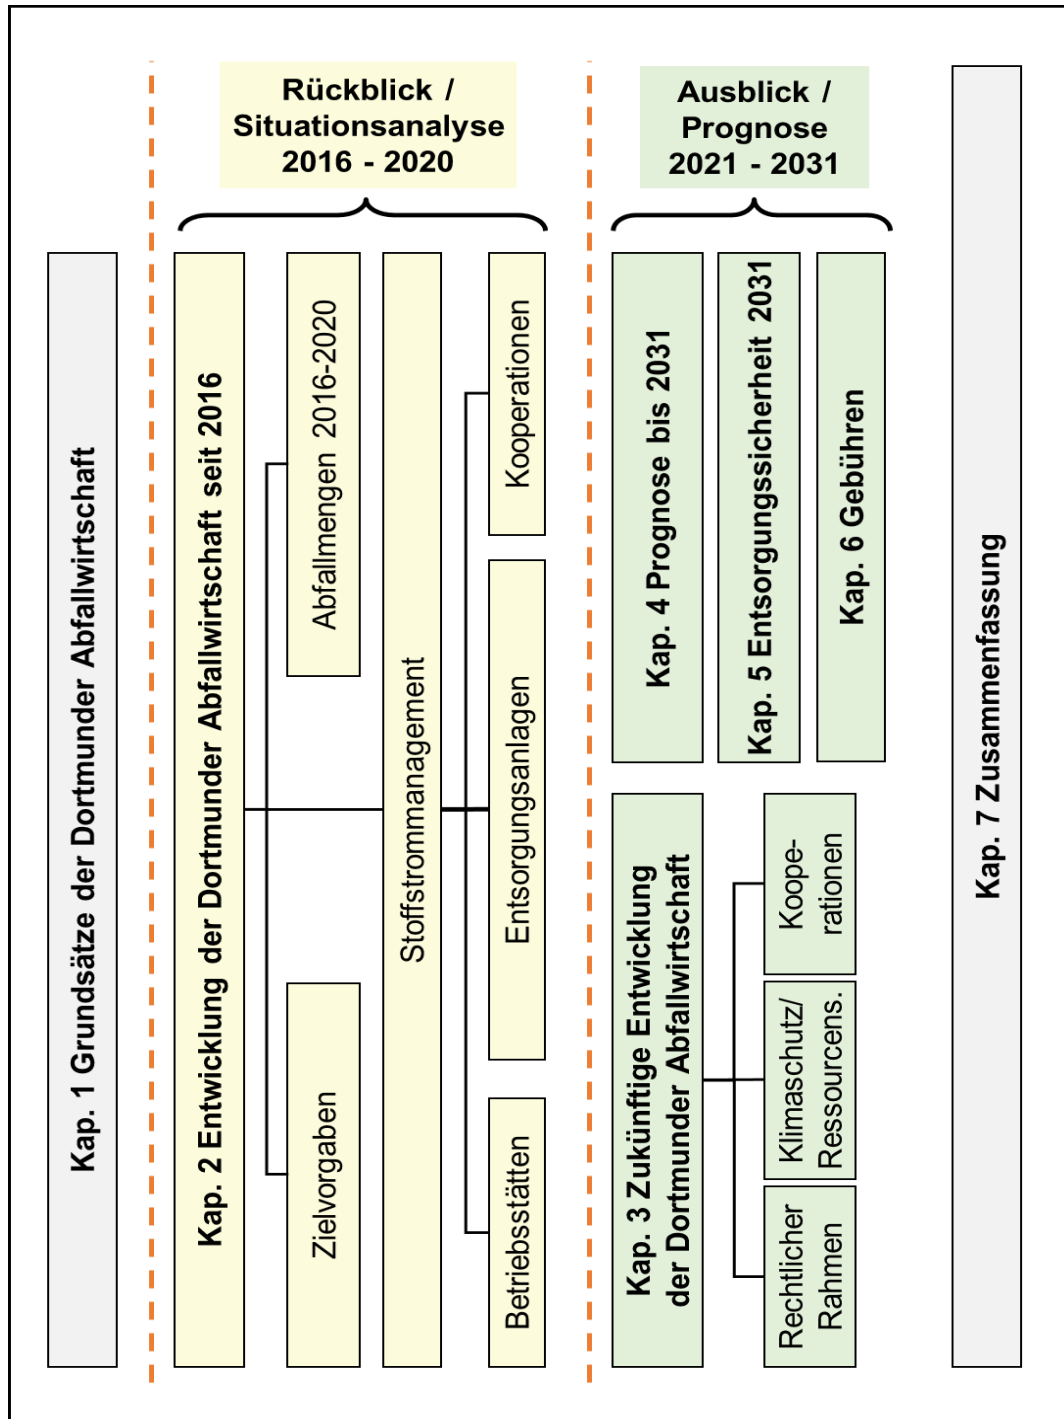 Rückblick /
Situationsanalyse
2016 - 2020
Ausblick /
Prognose
2021 - 2031
Kap. 1 Grundsätze der Dortmunder Abfallwirtschaft
Kap. 2 Entwicklung der Dortmunder Abfallwirtschaft seit 2016
Zielvorgaben
Abfallmengen 2016-2020
Stoffstrommanagement
Betriebsstätten
Entsorgungsanlagen
Kooperationen
Kap. 3 Zukünftige Entwicklung
der Dortmunder Abfallwirtschaft
Rechtlicher
Rahmen
Klimaschutz/
Ressourcens.
Koope-
rationen
Kap. 4 Prognose bis 2031
Kap. 5 Entsorgungssicherheit 2031
Kap. 6 Gebühren
Kap. 7 Zusammenfassung